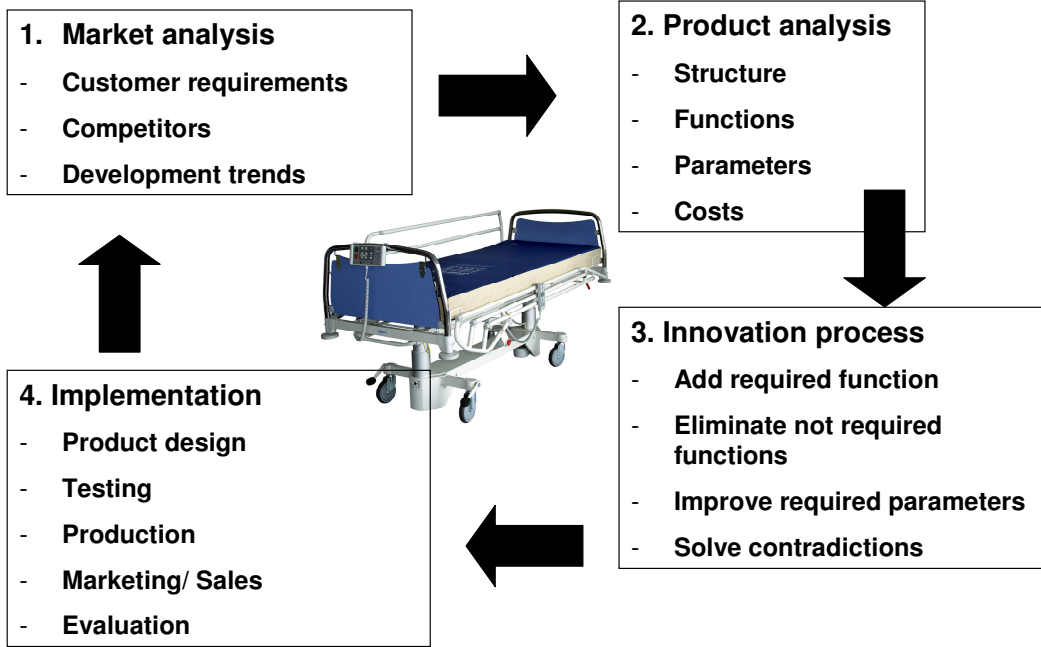 1. Market analysis
- Customer requirements
- Competitors
- Development trends
2. Product analysis
- Structure
- Functions
- Parameters
- Costs
3. Innovation process
- Add required function
- Eliminate not required
functions
- Improve required parameters
- Solve contradictions
4. Implementation
- Product design
- Testing
- Production
- Marketing/ Sales
- Evaluation